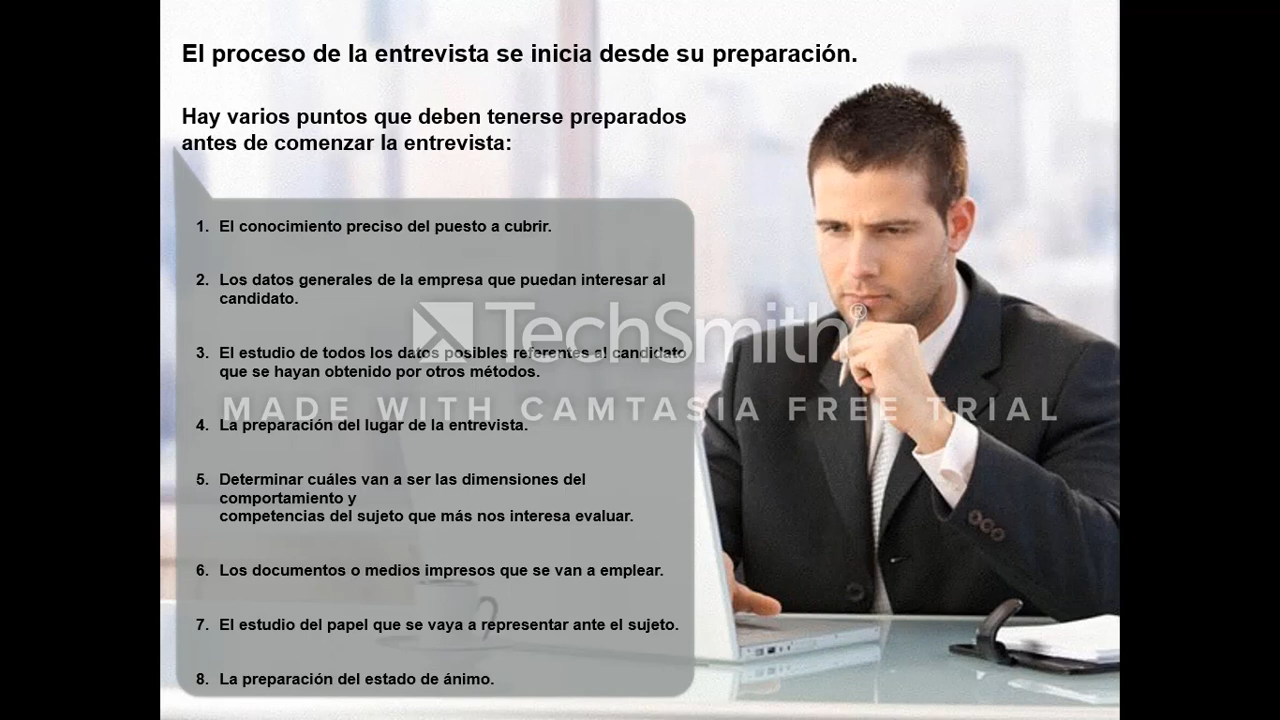 El proceso de la entrevista se inicia desde su preparación.
Hay varios puntos que deben tenerse preparados
antes de comenzar la entrevista:
1. El conocimiento preciso del puesto a cubrir.
2. Los datos generales de la empresa que puedan interesar al
candidato.
3. El estudio de todos los datos posibles referentes al candidato
que se hayan obtenido por otros métodos.
4. La preparación del lugar de la entrevista.
5. Determinar cuáles van a ser las dimensiones del
comportamiento y
competencias del sujeto que más nos interesa evaluar.
6. Los documentos o medios impresos que se van a emplear.
7. El estudio del papel que se vaya a representar ante el sujeto.
8. La preparación del estado de ánimo.
TechSmith®
MADE WITH CAMTASIA FREE TRIAL